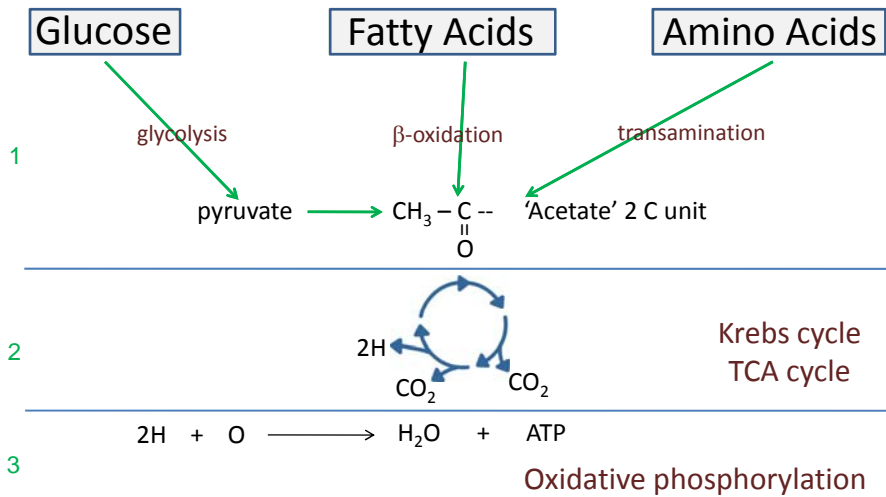 Glucose Fatty Acids Amino Acids
glycolysis β-oxidation transamination
1
pyruvate CH₃ – C -- ‘Acetate’ 2 C unit
=
O
2
2H
CO₂ CO₂
Krebs cycle
TCA cycle
2H + O H₂O + ATP
3
Oxidative phosphorylation